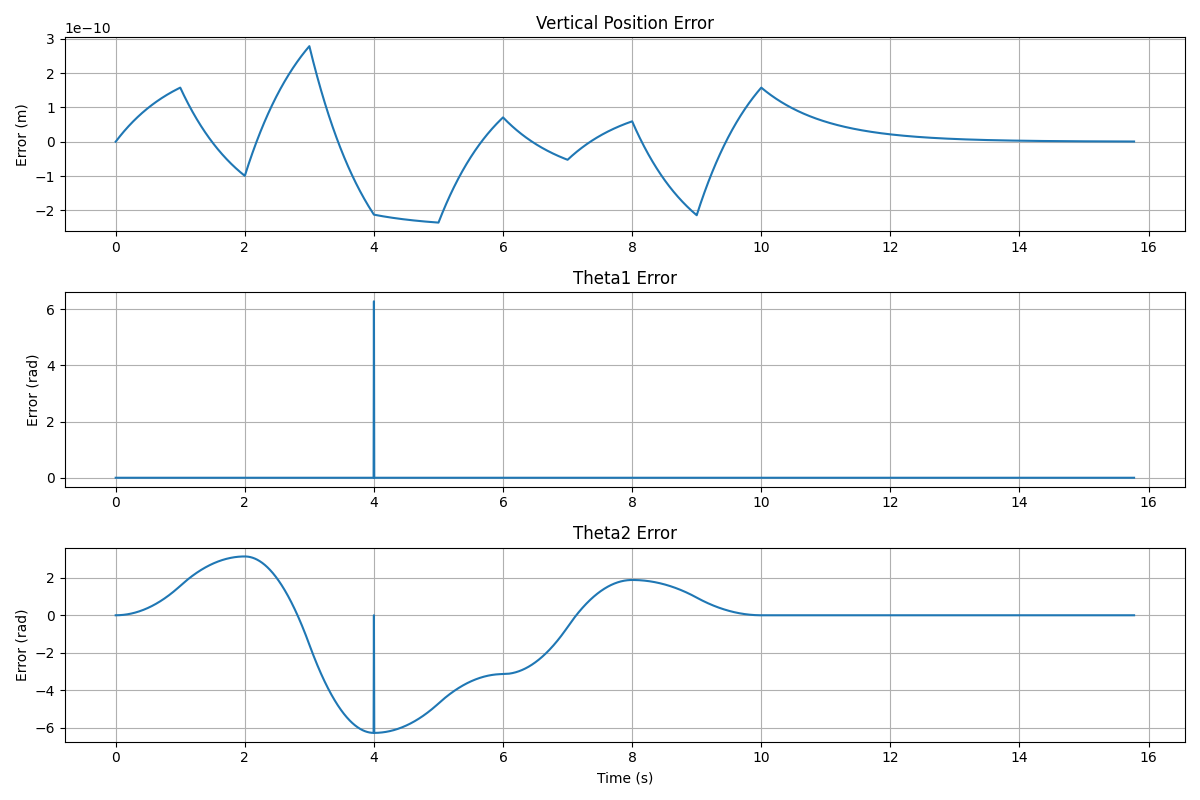 Vertical Position Error
1e−10
3
2
1
0
−1
−2
Error (m)
0 2 4 6 8 10 12 14 16
Theta1 Error
6
4
2
0
Error (rad)
0 2 4 6 8 10 12 14 16
Theta2 Error
2
0
−2
−4
−6
Error (rad)
0 2 4 6 8 10 12 14 16
Time (s)